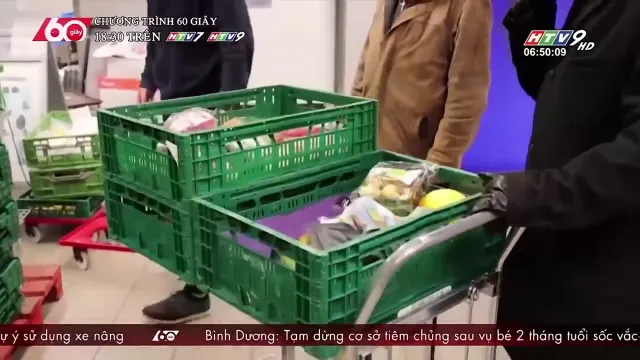 60 giây
CHƯƠNG TRÌNH 60 GIÂY
18:30 TRÊN HTV7 HTV9
HTV9 HD
06:50:09
ự ý sử dụng xe nâng 60 Bình Dương: Tạm dừng cơ sở tiêm chủng sau vụ bé 2 tháng tuổi sốc vắc